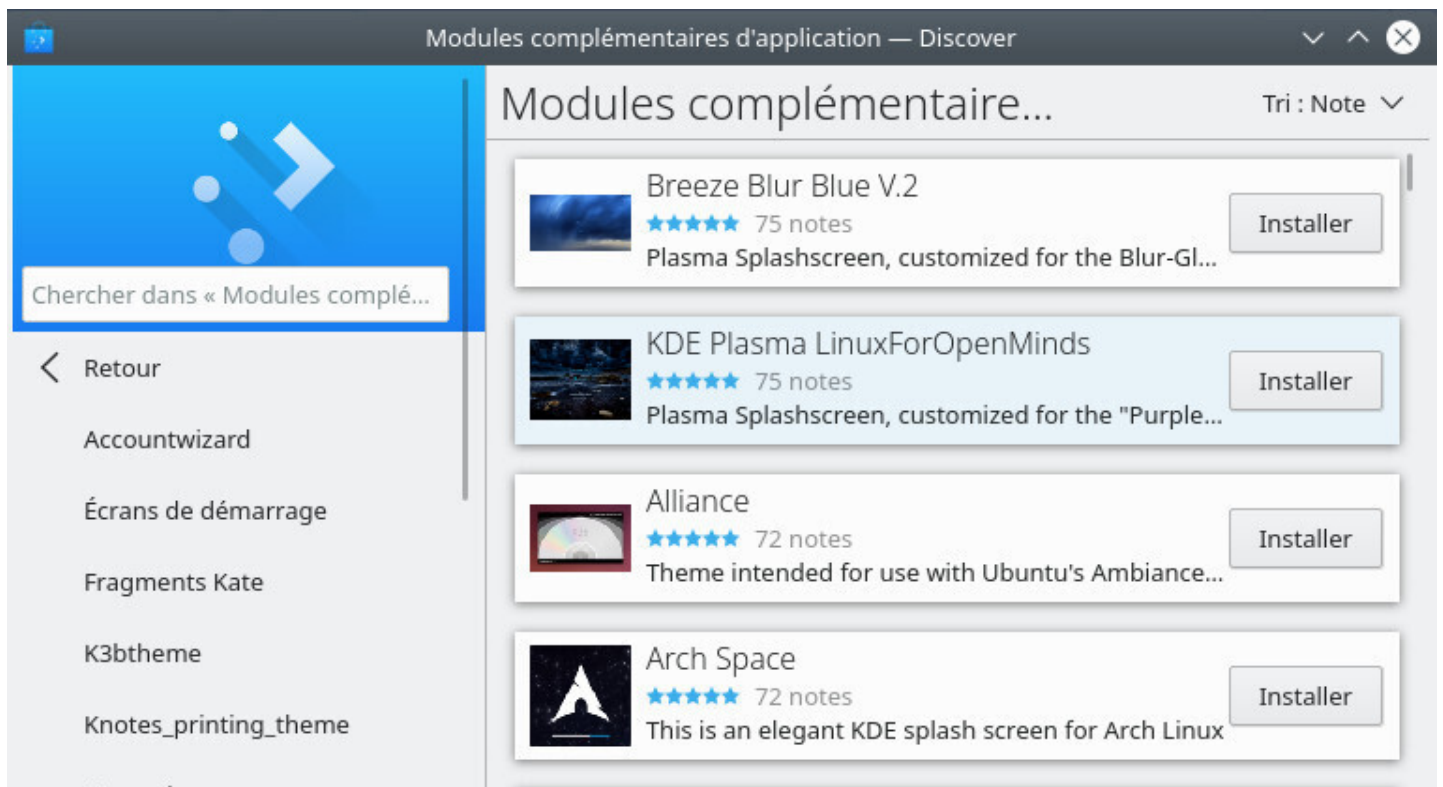 Modules complémentaires d'application — Discover
Chercher dans « Modules complé...
Retour
Accountwizard
Écrans de démarrage
Fragments Kate
K3btheme
Knotes_printing_theme
Modules complémentaire...
Tri : Note
Breeze Blur Blue V.2
75 notes
Plasma Splashscreen, customized for the Blur-Gl...
Installer
KDE Plasma LinuxForOpenMinds
75 notes
Plasma Splashscreen, customized for the "Purple...
Installer
Alliance
72 notes
Theme intended for use with Ubuntu's Ambiance...
Installer
Arch Space
72 notes
This is an elegant KDE splash screen for Arch Linux
Installer